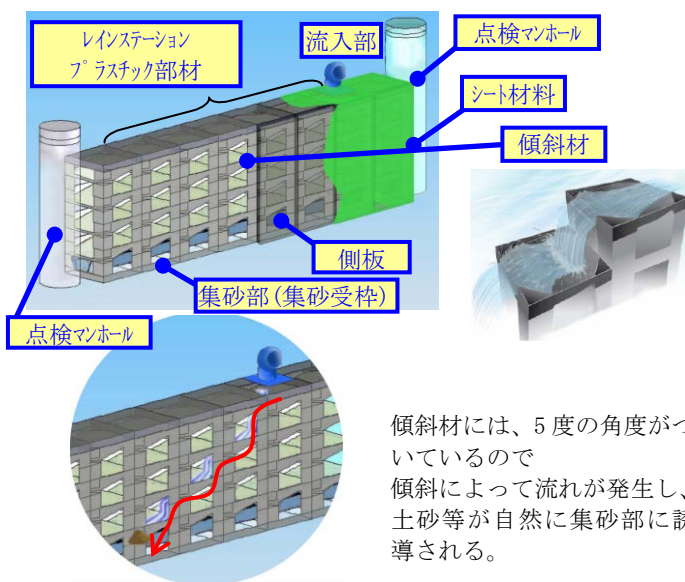 ﾚｲﾝｽﾃｰｼｮﾝ
ﾌﾟﾗｽﾁｯｸ部材
流入部
点検ﾏﾝﾎｰﾙ
ｼｰﾄ材料
傾斜材
側板
集砂部(集砂受枠)
点検ﾏﾝﾎｰﾙ
傾斜材には、5度の角度がつ
いているので
傾斜によって流れが発生し、
土砂等が自然に集砂部に誘
導される。